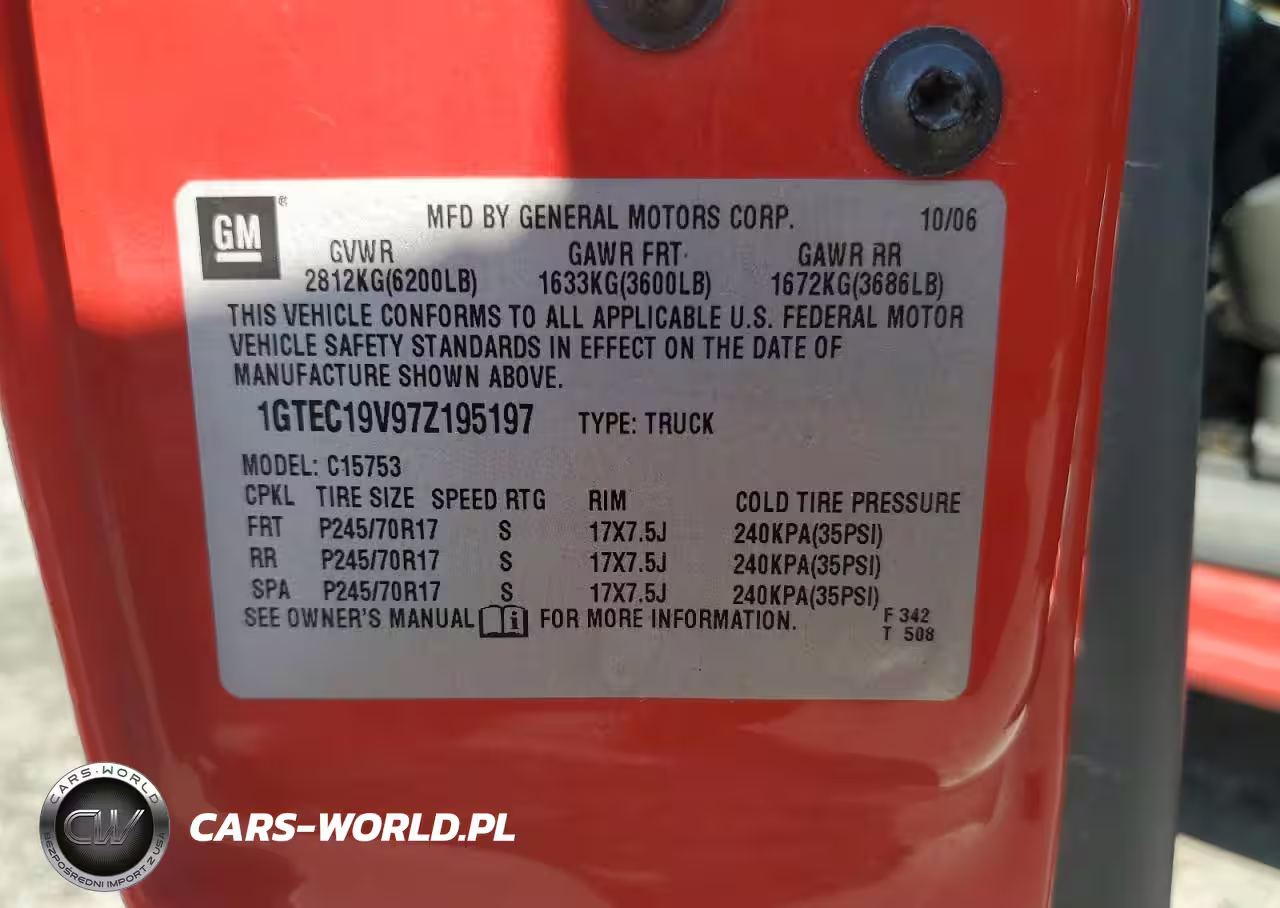 GM
MFD BY GENERAL MOTORS CORP. 10/06
GVWR GAWR FRT GAWR RR
2812KG(6200LB) 1633KG(3600LB) 1672KG(3686LB)
THIS VEHICLE CONFORMS TO ALL APPLICABLE U.S. FEDERAL MOTOR
VEHICLE SAFETY STANDARDS IN EFFECT ON THE DATE OF
MANUFACTURE SHOWN ABOVE.
1GTEC19V97Z195197 TYPE: TRUCK
MODEL: C15753
CPKL TIRE SIZE SPEED RTG RIM COLD TIRE PRESSURE
FRT P245/70R17 S 17X7.5J 240KPA(35PSI)
RR P245/70R17 S 17X7.5J 240KPA(35PSI)
SPA P245/70R17 S 17X7.5J 240KPA(35PSI)
SEE OWNER'S MANUAL i FOR MORE INFORMATION. F 342
T 508
CARS-WORLD
CW
BEZPOŚREDNI IMPORT Z USA
CARS-WORLD.PL